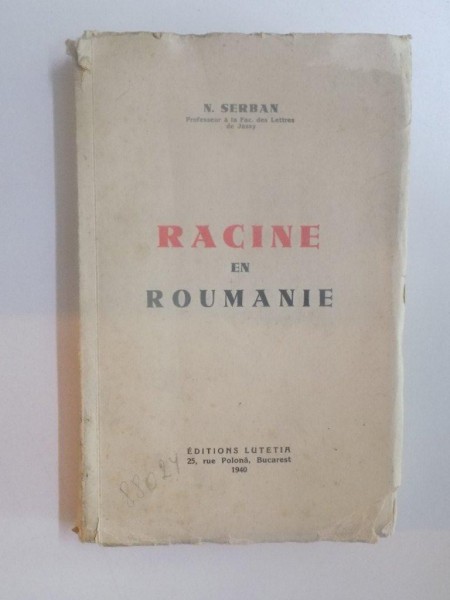 N. SERBAN
Professeur à la Fac. des Lettres
de Jassy
RACINE
EN
ROUMANIE
ÉDITIONS LUTETIA
25, rue Polonă, Bucarest
1940